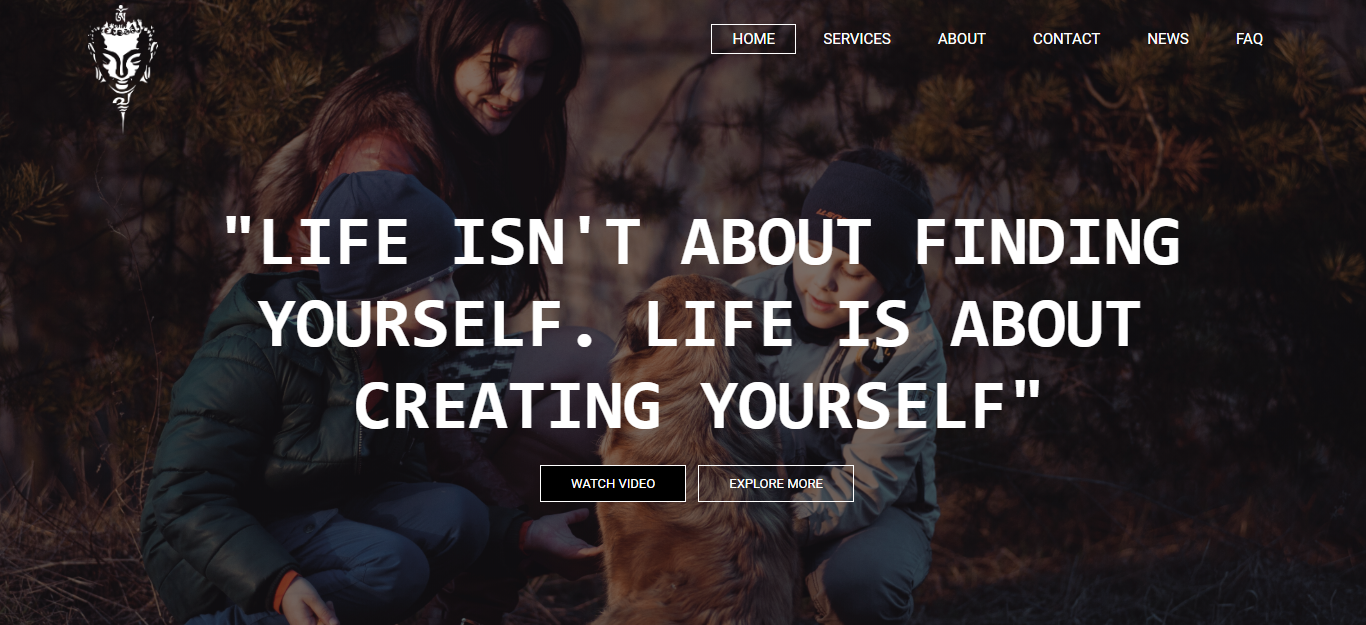 HOME SERVICES ABOUT CONTACT NEWS FAQ
"LIFE ISN'T ABOUT FINDING
YOURSELF. LIFE IS ABOUT
CREATING YOURSELF"
WATCH VIDEO EXPLORE MORE